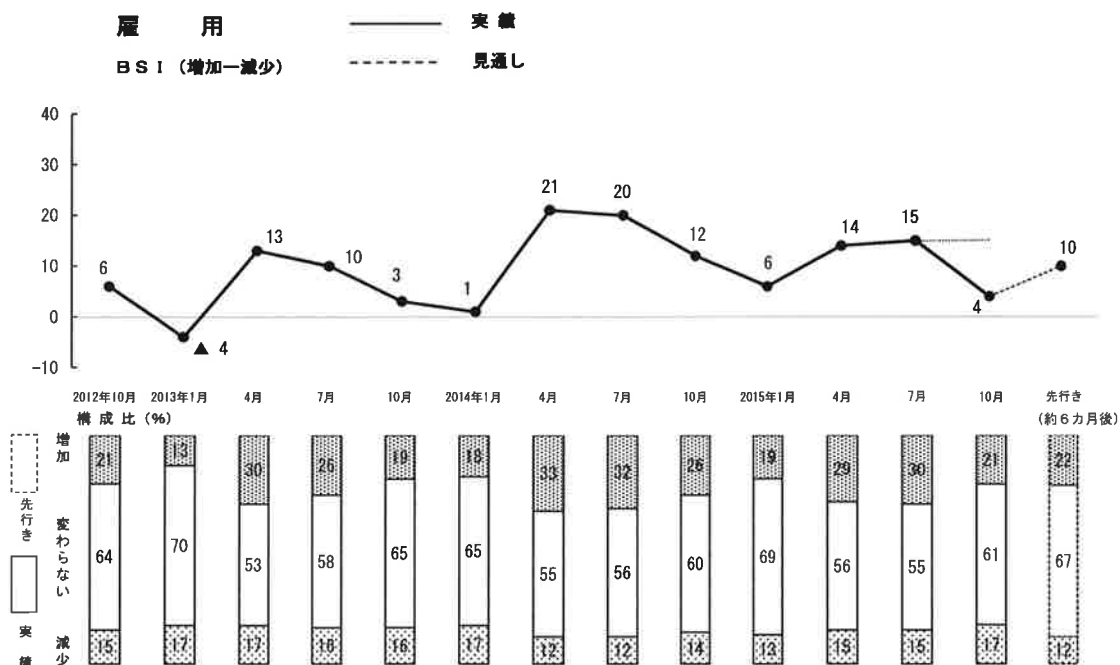 雇　用
実　績
BSI（増加－減少）
見通し
40
30
20
10
0
-10
6
▲ 4
13
10
3
1
21
20
12
6
14
15
4
10
2012年10月 2013年1月 4月 7月 10月 2014年1月 4月 7月 10月 2015年1月 4月 7月 10月 先行き
構成比（%） （約６カ月後）
増加
変わらない
減少
先行き
実績
21 13 30 26 19 18 33 32 26 19 29 30 21 22
64 70 53 58 65 65 55 56 60 69 56 55 61 67
15 17 17 16 16 17 12 12 14 13 15 15 17 12